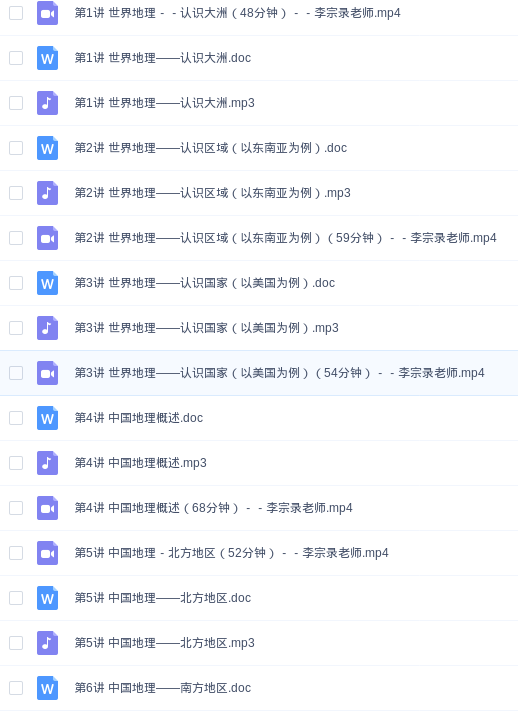 第1讲 世界地理 - - 认识大洲（48分钟） - - 李宗录老师.mp4
第1讲 世界地理——认识大洲.doc
第1讲 世界地理——认识大洲.mp3
第2讲 世界地理——认识区域（以东南亚为例）.doc
第2讲 世界地理——认识区域（以东南亚为例）.mp3
第2讲 世界地理——认识区域（以东南亚为例）（59分钟） - - 李宗录老师.mp4
第3讲 世界地理——认识国家（以美国为例）.doc
第3讲 世界地理——认识国家（以美国为例）.mp3
第3讲 世界地理——认识国家（以美国为例）（54分钟） - - 李宗录老师.mp4
第4讲 中国地理概述.doc
第4讲 中国地理概述.mp3
第4讲 中国地理概述（68分钟） - - 李宗录老师.mp4
第5讲 中国地理 - 北方地区（52分钟） - - 李宗录老师.mp4
第5讲 中国地理——北方地区.doc
第5讲 中国地理——北方地区.mp3
第6讲 中国地理——南方地区.doc